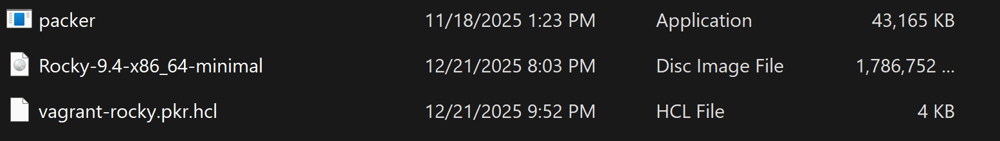 packer 11/18/2025 1:23 PM Application 43,165 KB
Rocky-9.4-x86_64-minimal 12/21/2025 8:03 PM Disc Image File 1,786,752 ...
vagrant-rocky.pkr.hcl 12/21/2025 9:52 PM HCL File 4 KB